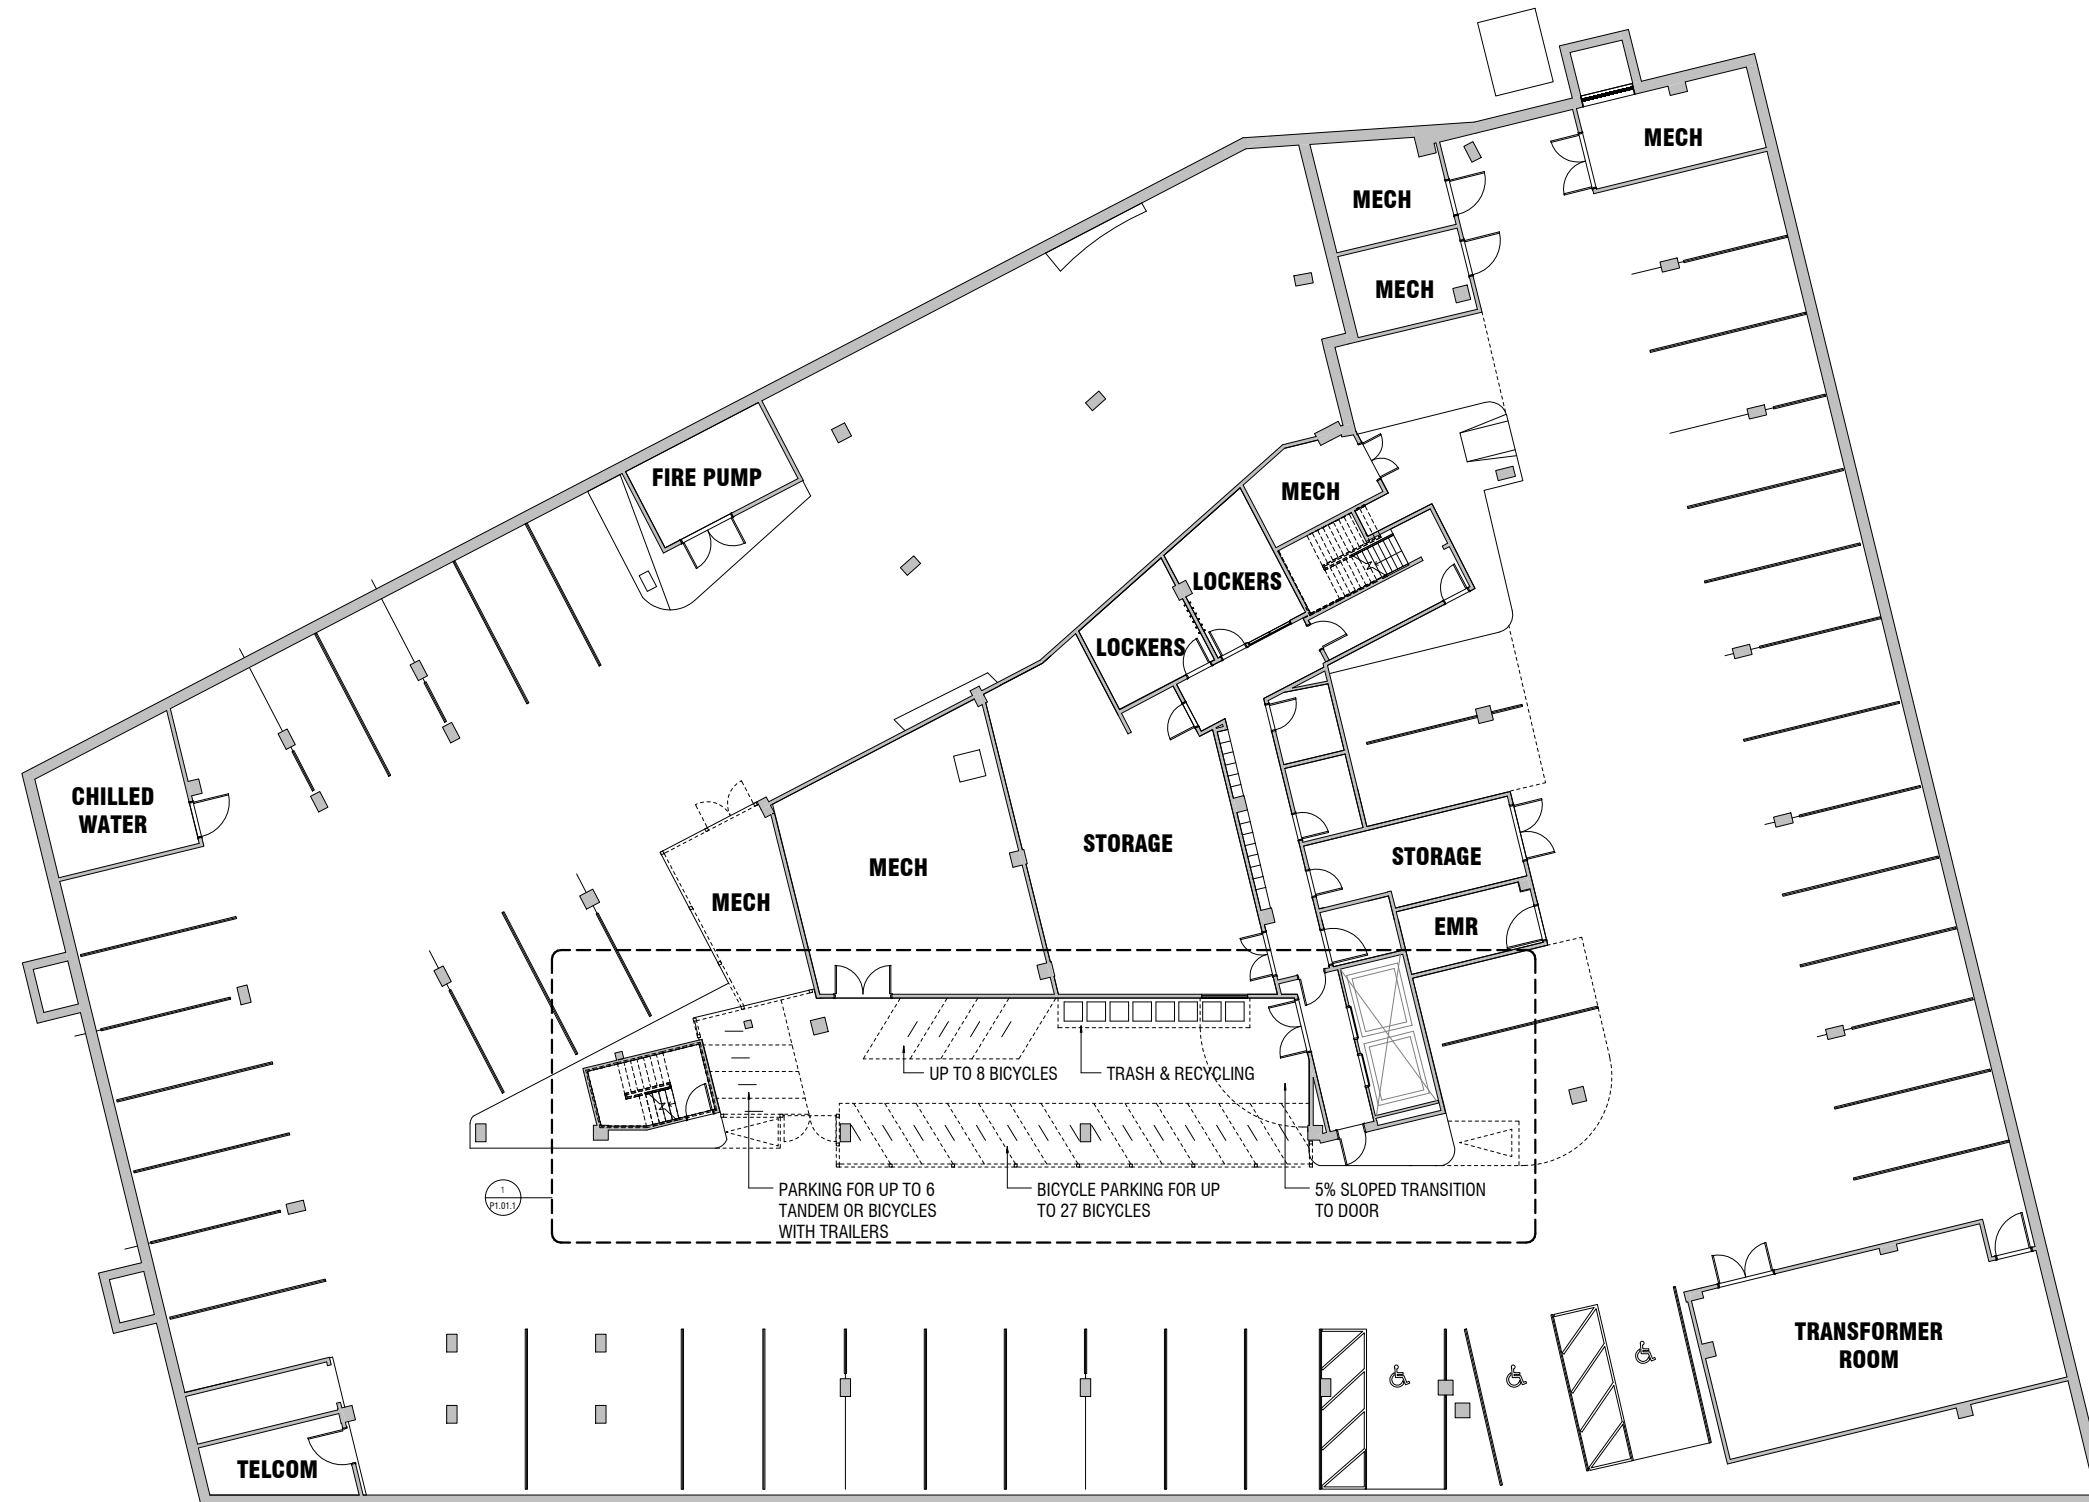 MECH
MECH
MECH
FIRE PUMP
MECH
LOCKERS
LOCKERS
CHILLED
WATER
STORAGE
MECH
STORAGE
MECH
EMR
UP TO 8 BICYCLES
TRASH & RECYCLING
1
P1.01.1
PARKING FOR UP TO 6
TANDEM OR BICYCLES
WITH TRAILERS
BICYCLE PARKING FOR UP
TO 27 BICYCLES
5% SLOPED TRANSITION
TO DOOR
TRANSFORMER
ROOM
TELCOM